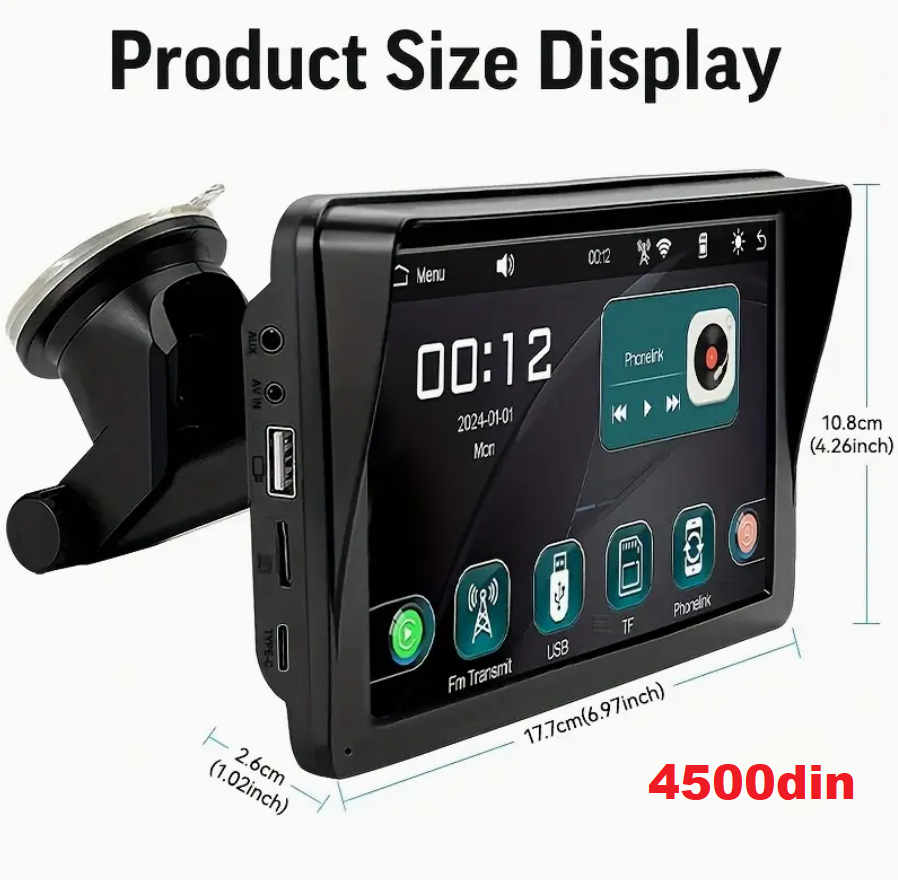 Product Size Display
Menu
00:12
00:12
2024-01-01
Mon
Phonelink
AUX
AV IN
TYPE-C
Fm Transmit
USB
TF
Phonelink
10.8cm
(4.26inch)
17.7cm(6.97inch)
2.6cm
(1.02inch)
4500din